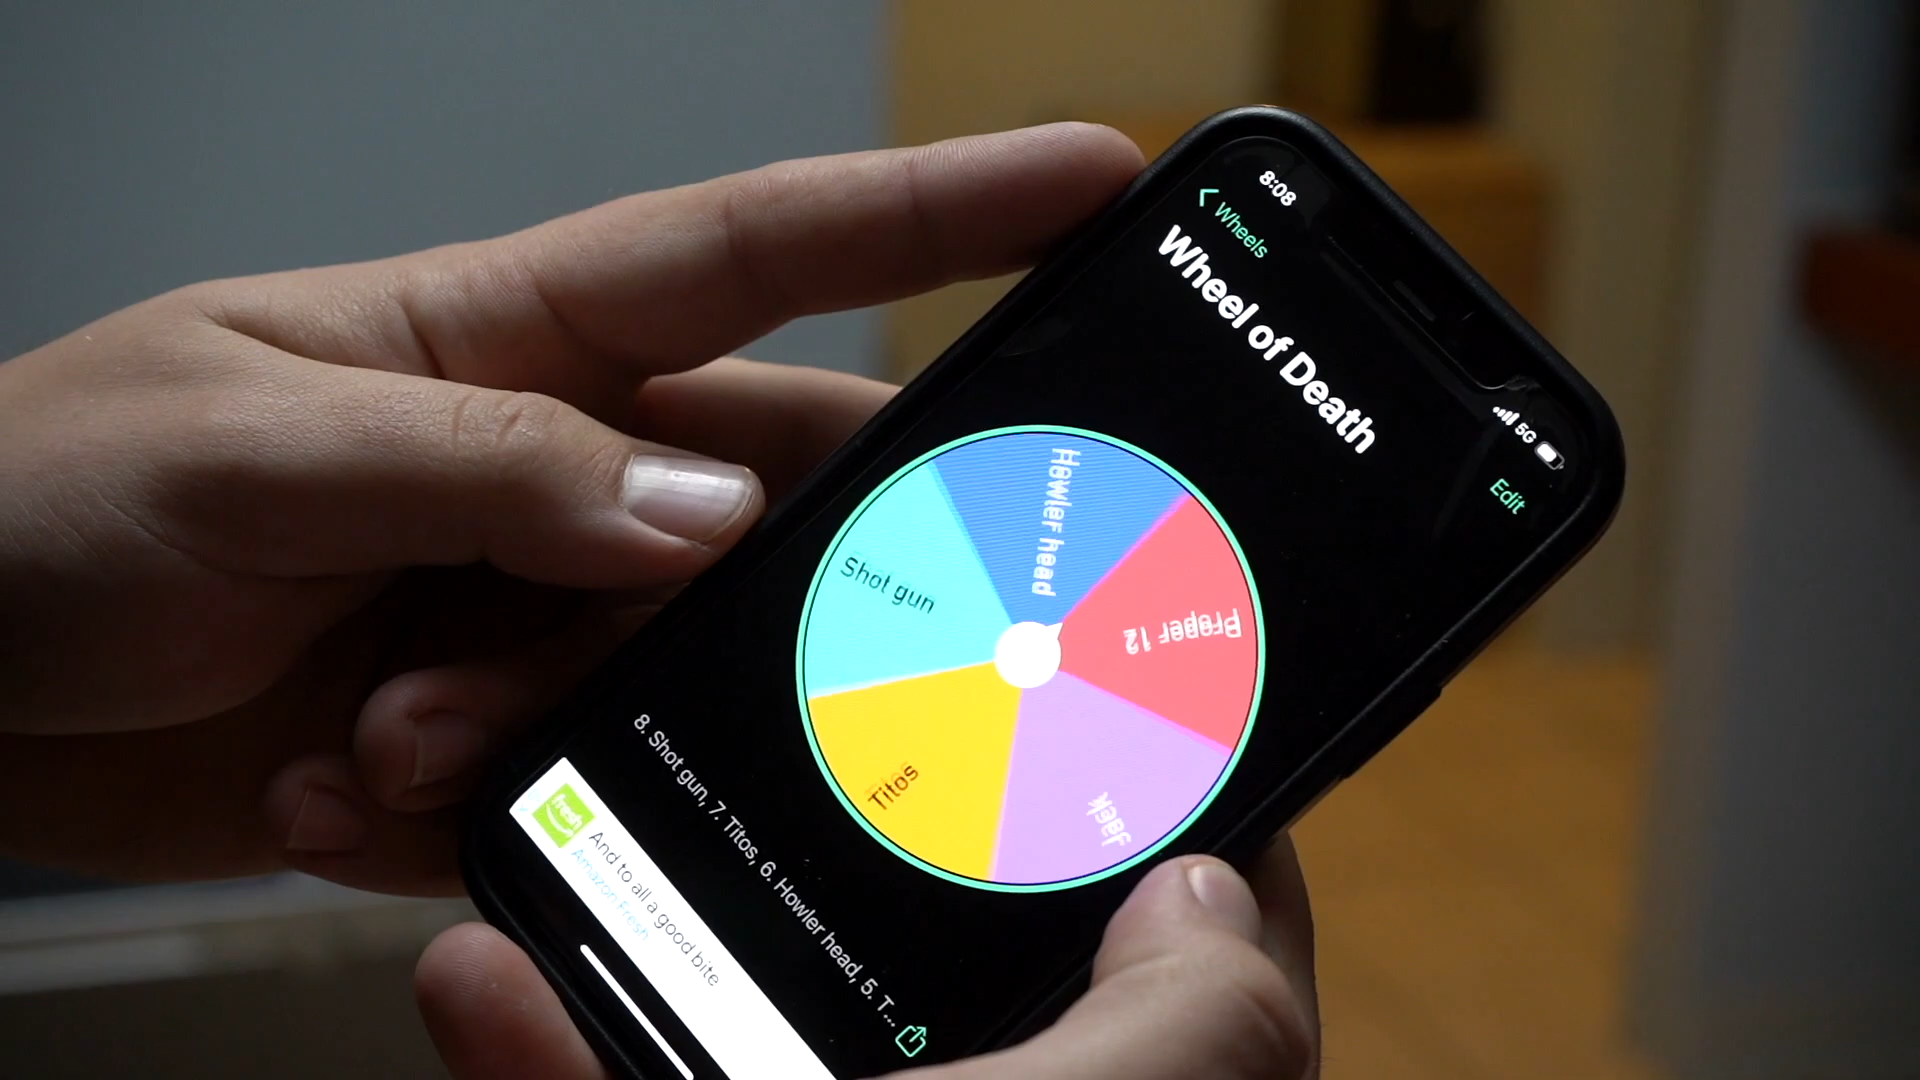 8:08
5G
Wheels
Edit
Wheel of Death
Howler head
Proper 12
Shot gun
Titos
Jack
8. Shot gun, 7. Titos, 6. Howler head, 5. T...
fresh
And to all a good bite
Amazon Fresh